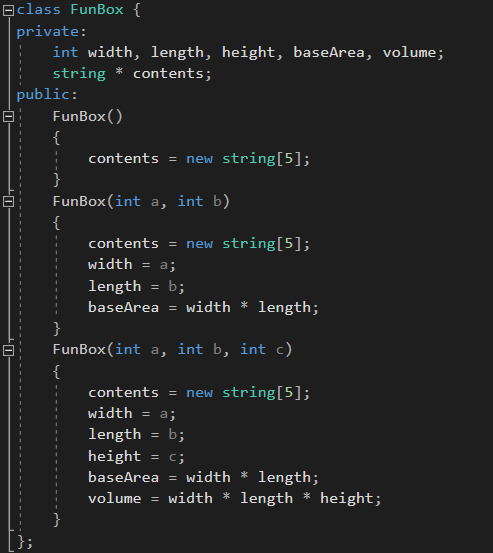 class FunBox {
private:
    int width, length, height, baseArea, volume;
    string * contents;
public:
    FunBox()
    {
        contents = new string[5];
    }
    FunBox(int a, int b)
    {
        contents = new string[5];
        width = a;
        length = b;
        baseArea = width * length;
    }
    FunBox(int a, int b, int c)
    {
        contents = new string[5];
        width = a;
        length = b;
        height = c;
        baseArea = width * length;
        volume = width * length * height;
    }
};